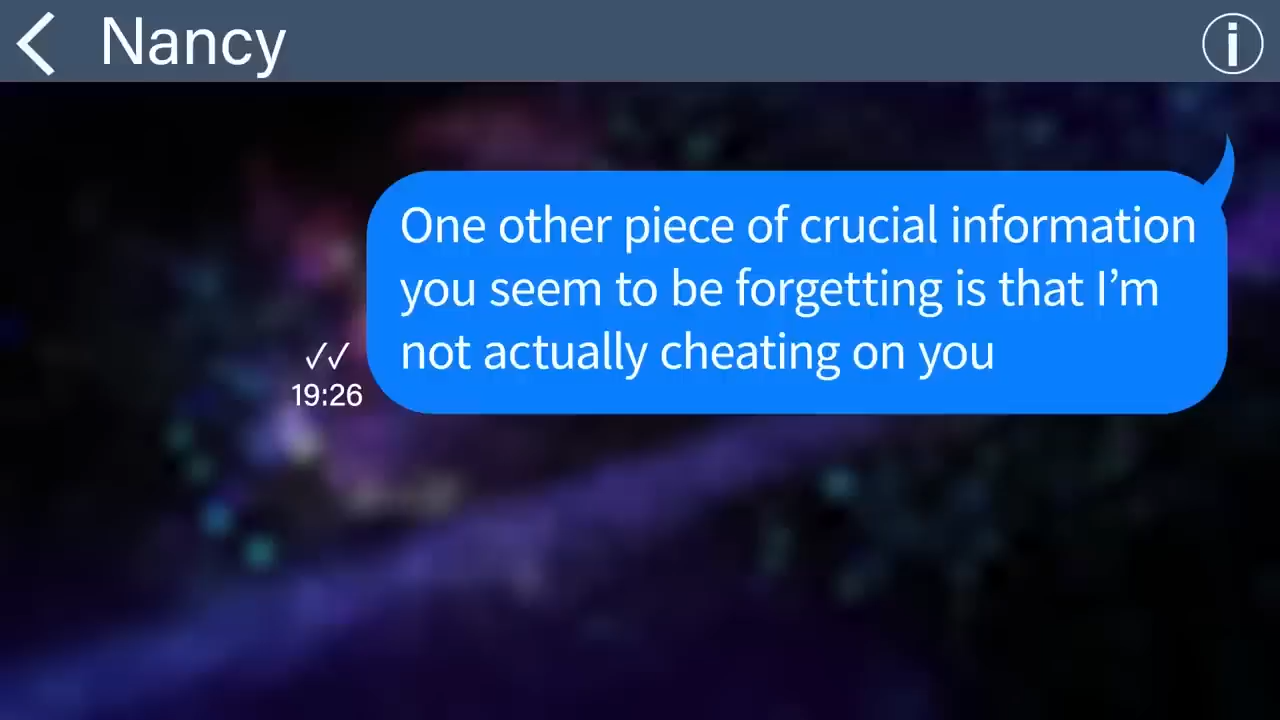 Nancy
One other piece of crucial information
you seem to be forgetting is that I’m
not actually cheating on you
19:26